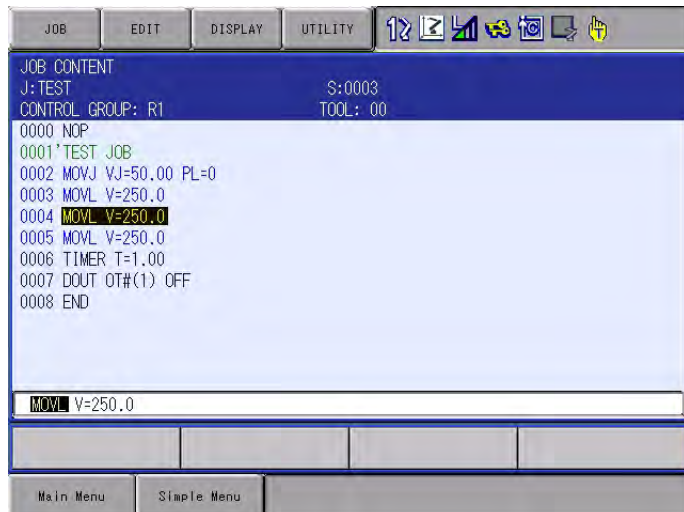 JOB EDIT DISPLAY UTILITY
JOB CONTENT
J:TEST S:0003
CONTROL GROUP: R1 TOOL: 00
0000 NOP
0001'TEST JOB
0002 MOVJ VJ=50.00 PL=0
0003 MOVL V=250.0
0004 MOVL V=250.0
0005 MOVL V=250.0
0006 TIMER T=1.00
0007 DOUT OT#(1) OFF
0008 END
MOVL V=250.0
Main Menu Simple Menu